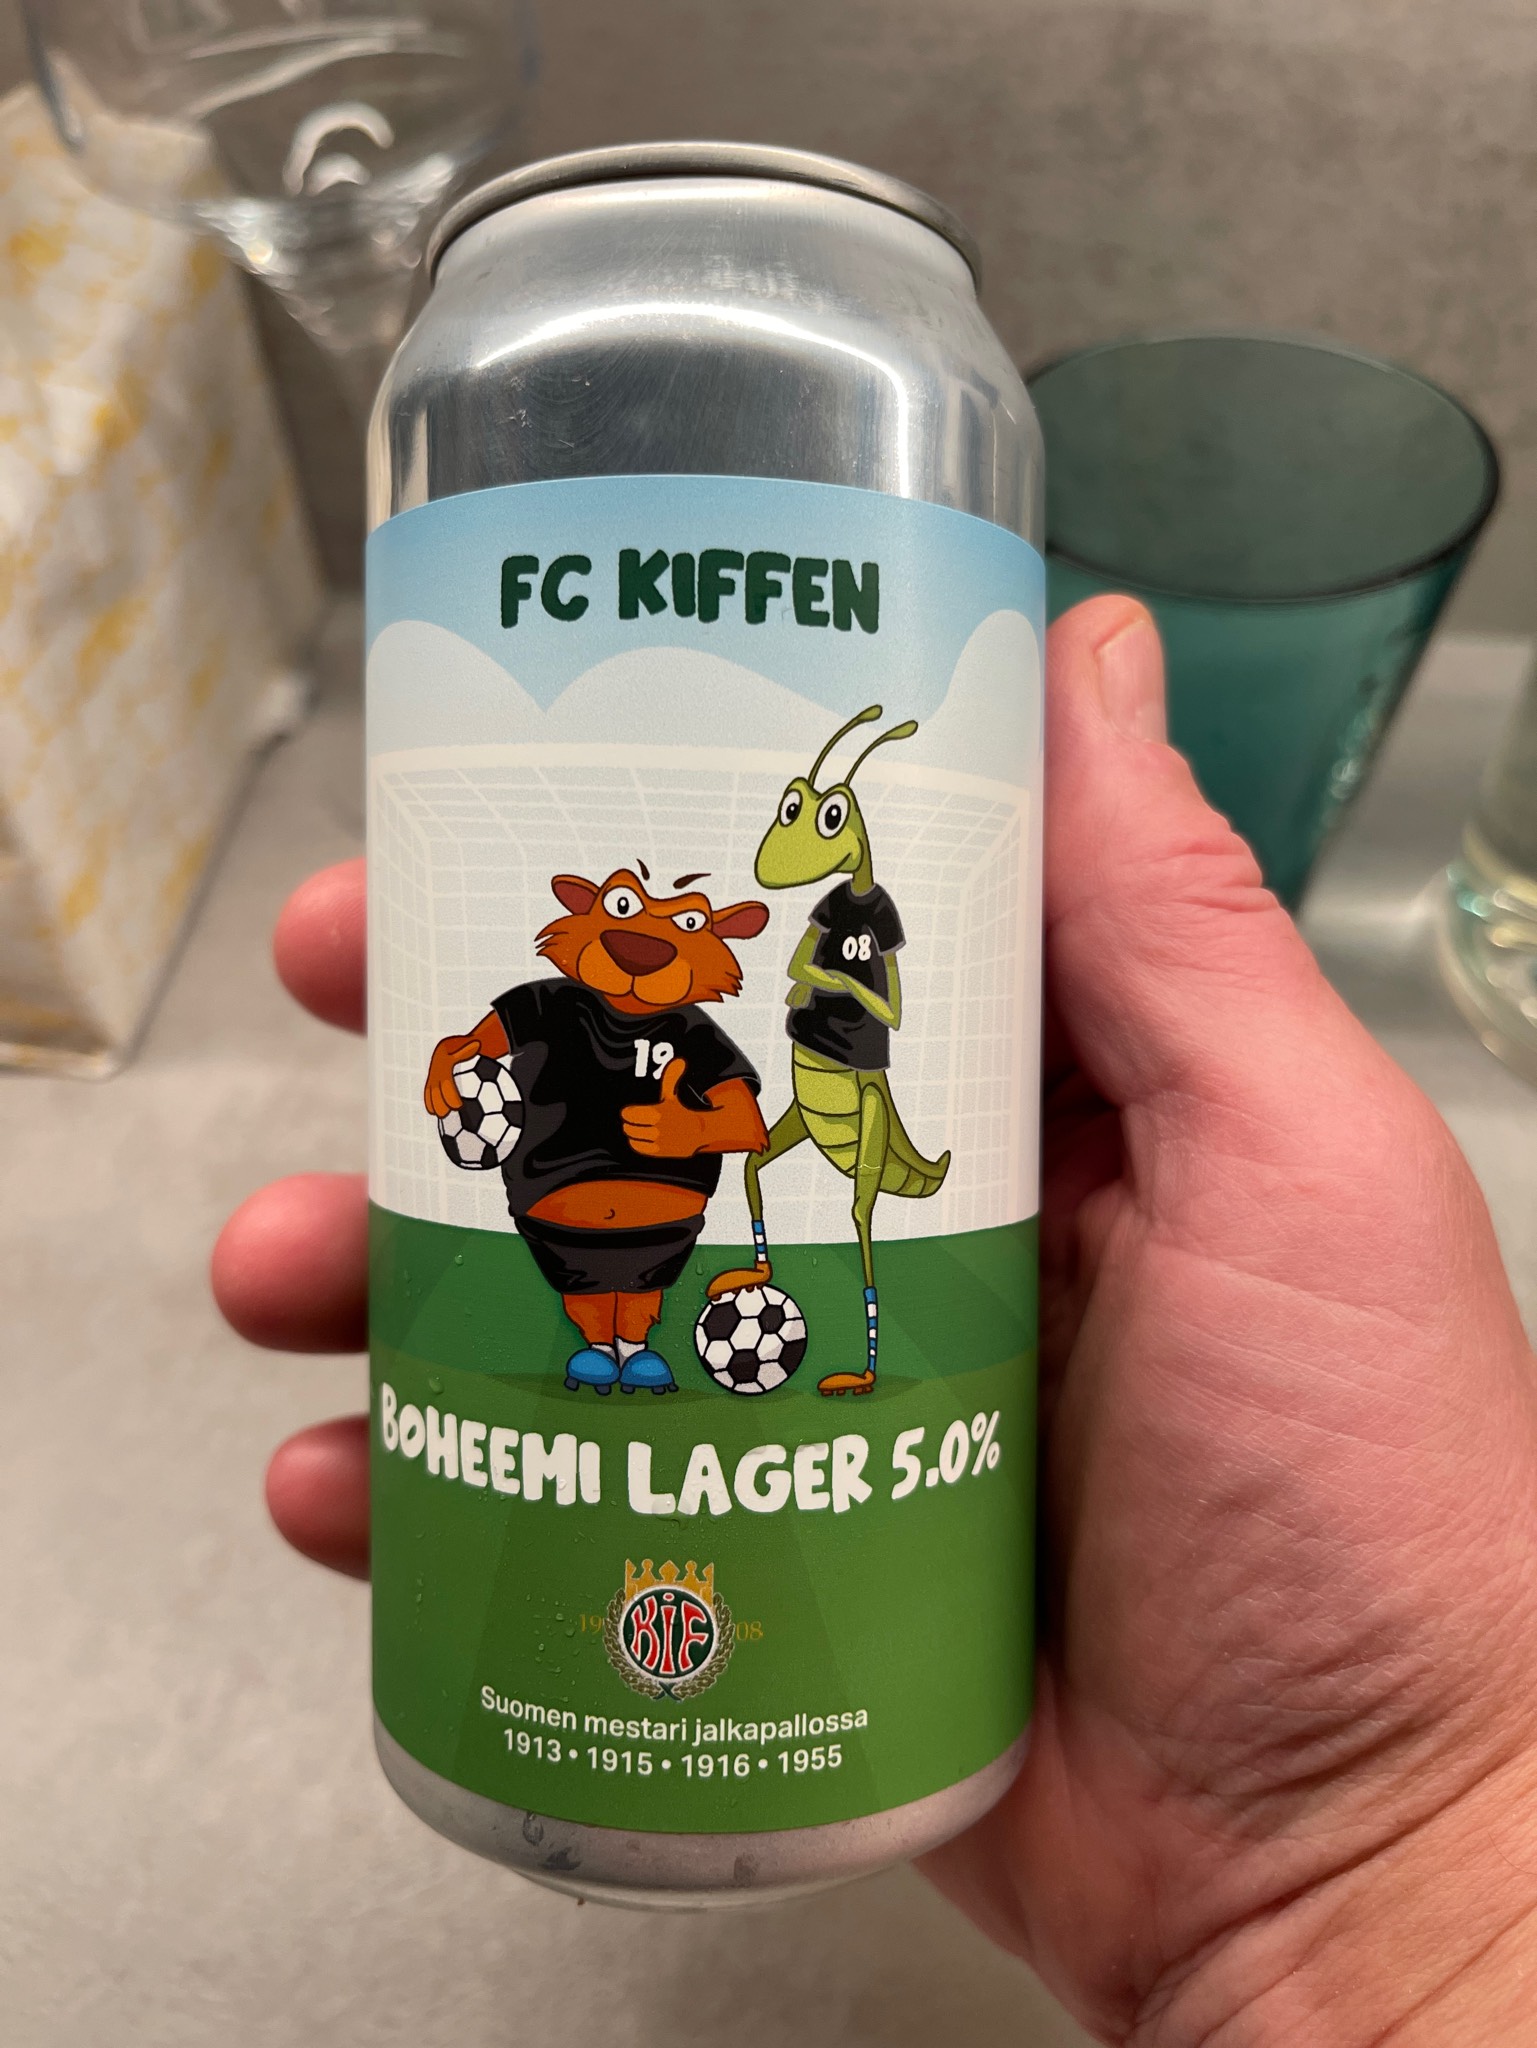 FC KIFFEN
08
19
BOHEEMI LAGER 5.0%
19 KIF 08
Suomen mestari jalkapallossa
1913 • 1915 • 1916 • 1955